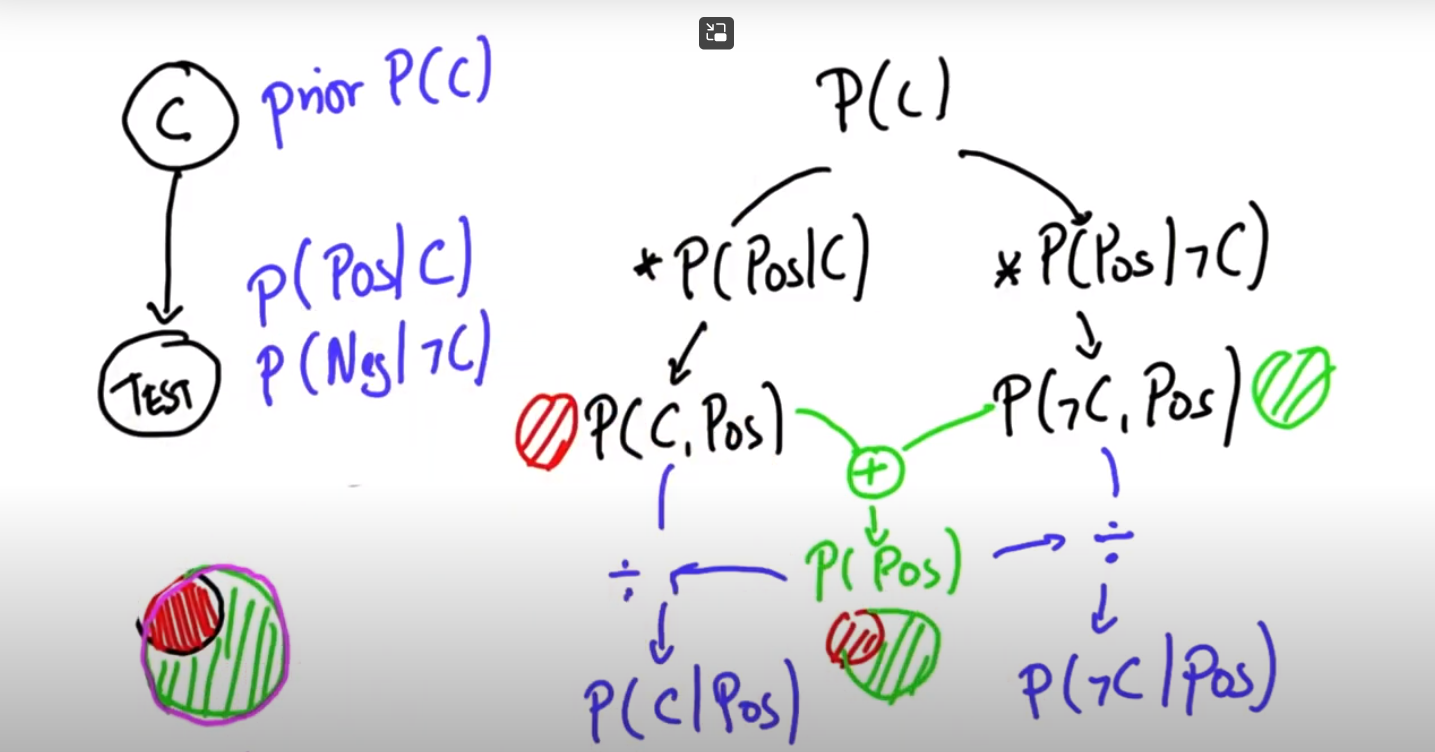 C
prior P(C)
P(Pos|C)
P(Neg|¬C)
TEST
P(C)
* P(Pos|C)
* P(Pos|¬C)
P(C, Pos)
P(¬C, Pos)
+
P(Pos)
÷
÷
P(C|Pos)
P(¬C|Pos)